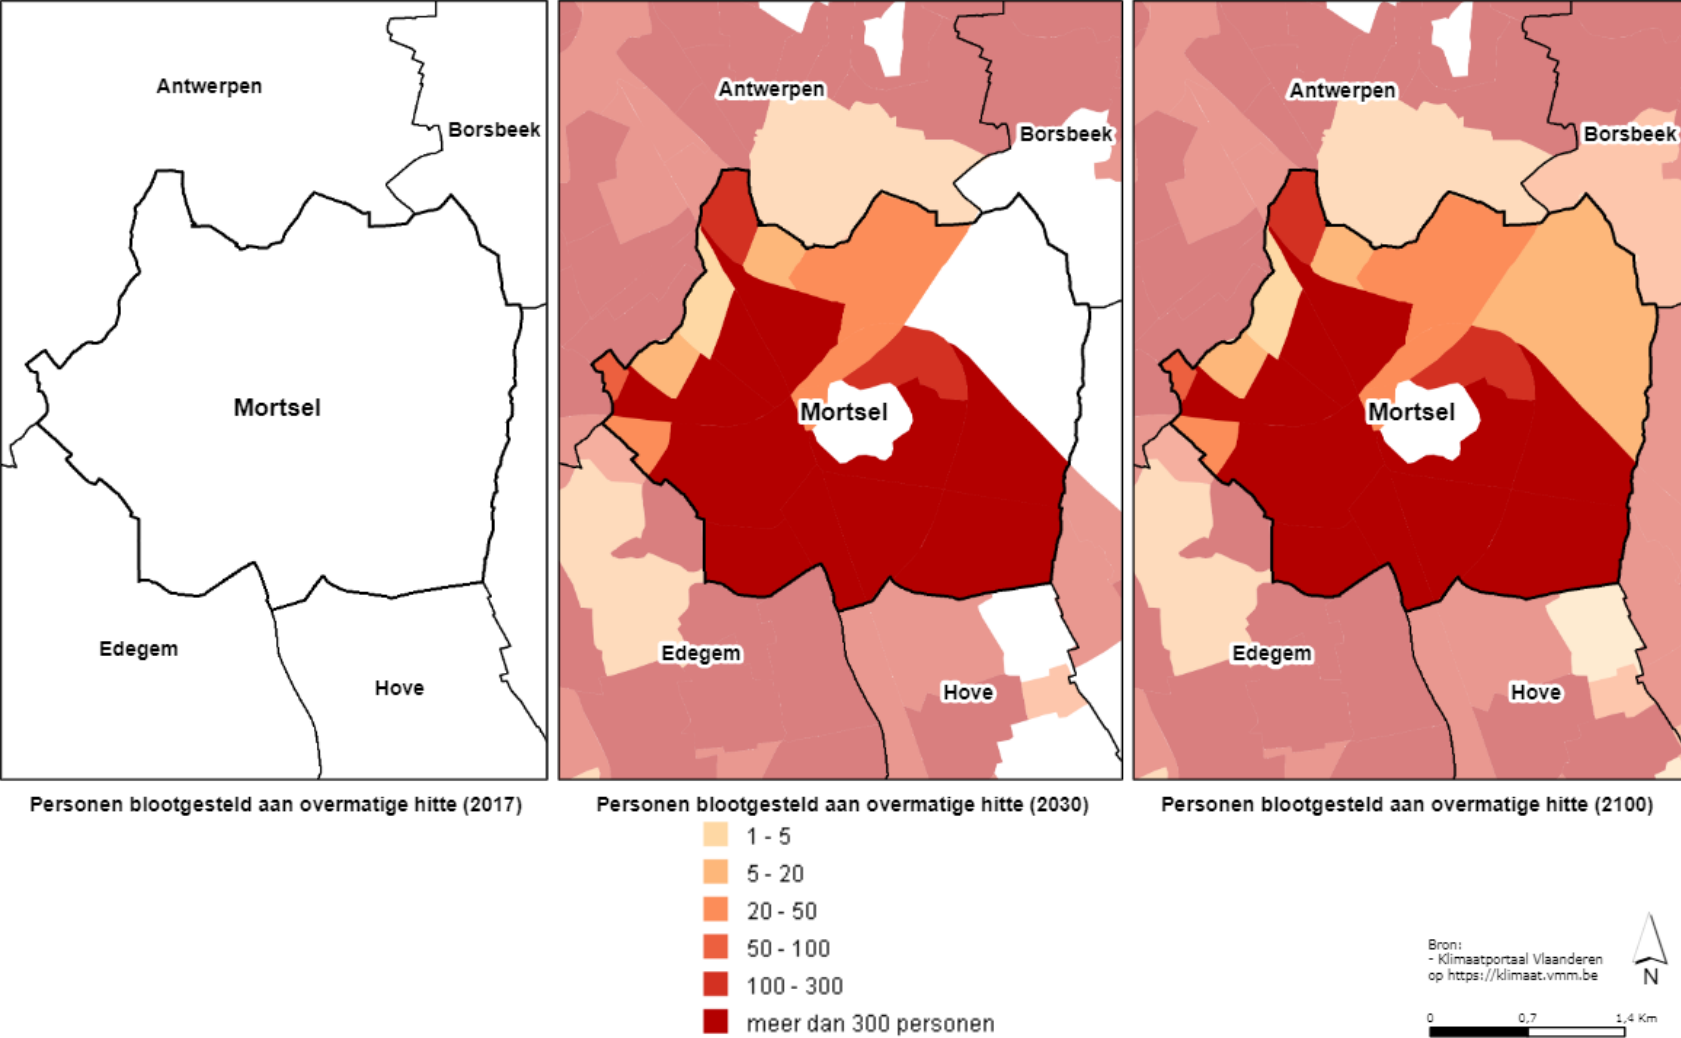 Antwerpen
Borsbeek
Mortsel
Edegem
Hove
Antwerpen
Borsbeek
Mortsel
Edegem
Hove
Antwerpen
Borsbeek
Mortsel
Edegem
Hove
Personen blootgesteld aan overmatige hitte (2017)
Personen blootgesteld aan overmatige hitte (2030)
Personen blootgesteld aan overmatige hitte (2100)
1 - 5
5 - 20
20 - 50
50 - 100
100 - 300
meer dan 300 personen
Bron:
- Klimaatportaal Vlaanderen
op https://klimaat.vmm.be
N
0 0,7 1,4 Km